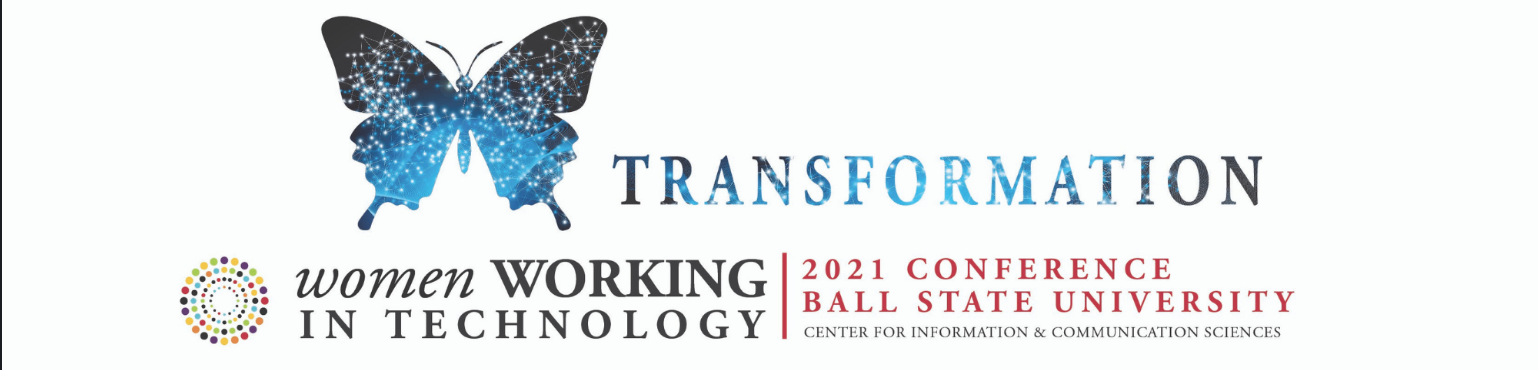 TRANSFORMATION
women WORKING
IN TECHNOLOGY
2021 CONFERENCE
BALL STATE UNIVERSITY
CENTER FOR INFORMATION & COMMUNICATION SCIENCES